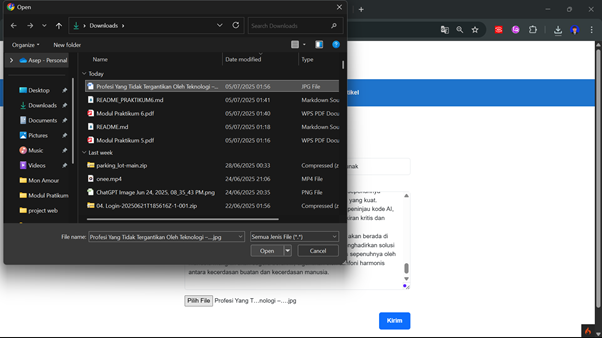 Open
Downloads
Search Downloads
Organize
New folder
Asep - Personal
Desktop
Downloads
Documents
Pictures
Music
Videos
Mon Amour
Modul Pratikum
project web
Name
Date modified
Type
Today
Profesi Yang Tidak Tergantikan Oleh Teknologi –... 05/07/2025 01:56 JPG File
README_PRAKTIKUM6.md 05/07/2025 01:41 Markdown Sou
Modul Praktikum 6.pdf 05/07/2025 01:40 WPS PDF Docu
README.md 05/07/2025 01:18 Markdown Sou
Modul Praktikum 5.pdf 05/07/2025 01:16 WPS PDF Docu
Last week
parking_lot-main.zip 28/06/2025 00:33 Compressed (z
onee.mp4 24/06/2025 21:06 MP4 File
ChatGPT Image Jun 24, 2025, 08_35_43 PM.png 24/06/2025 20:35 PNG File
04. Login-20250621T185616Z-1-001.zip 22/06/2025 01:56 Compressed (z
File name: Profesi Yang Tidak Tergantikan Oleh Teknologi –....jpg
Semua Jenis File (*.*)
Open
Cancel
tikel
nak
yang kuat.
peninjau kode AI,
kiran kritis dan
akan berada di
nghadirkan solusi
sepenuhnya oleh
nfoni harmonis
antara kecerdasan buatan dan kecerdasan manusia.
Pilih File Profesi Yang T...nologi –....jpg
Kirim